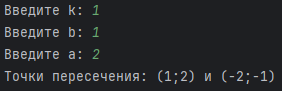 Введите k: 1
Введите b: 1
Введите a: 2
Точки пересечения: (1;2) и (-2;-1)